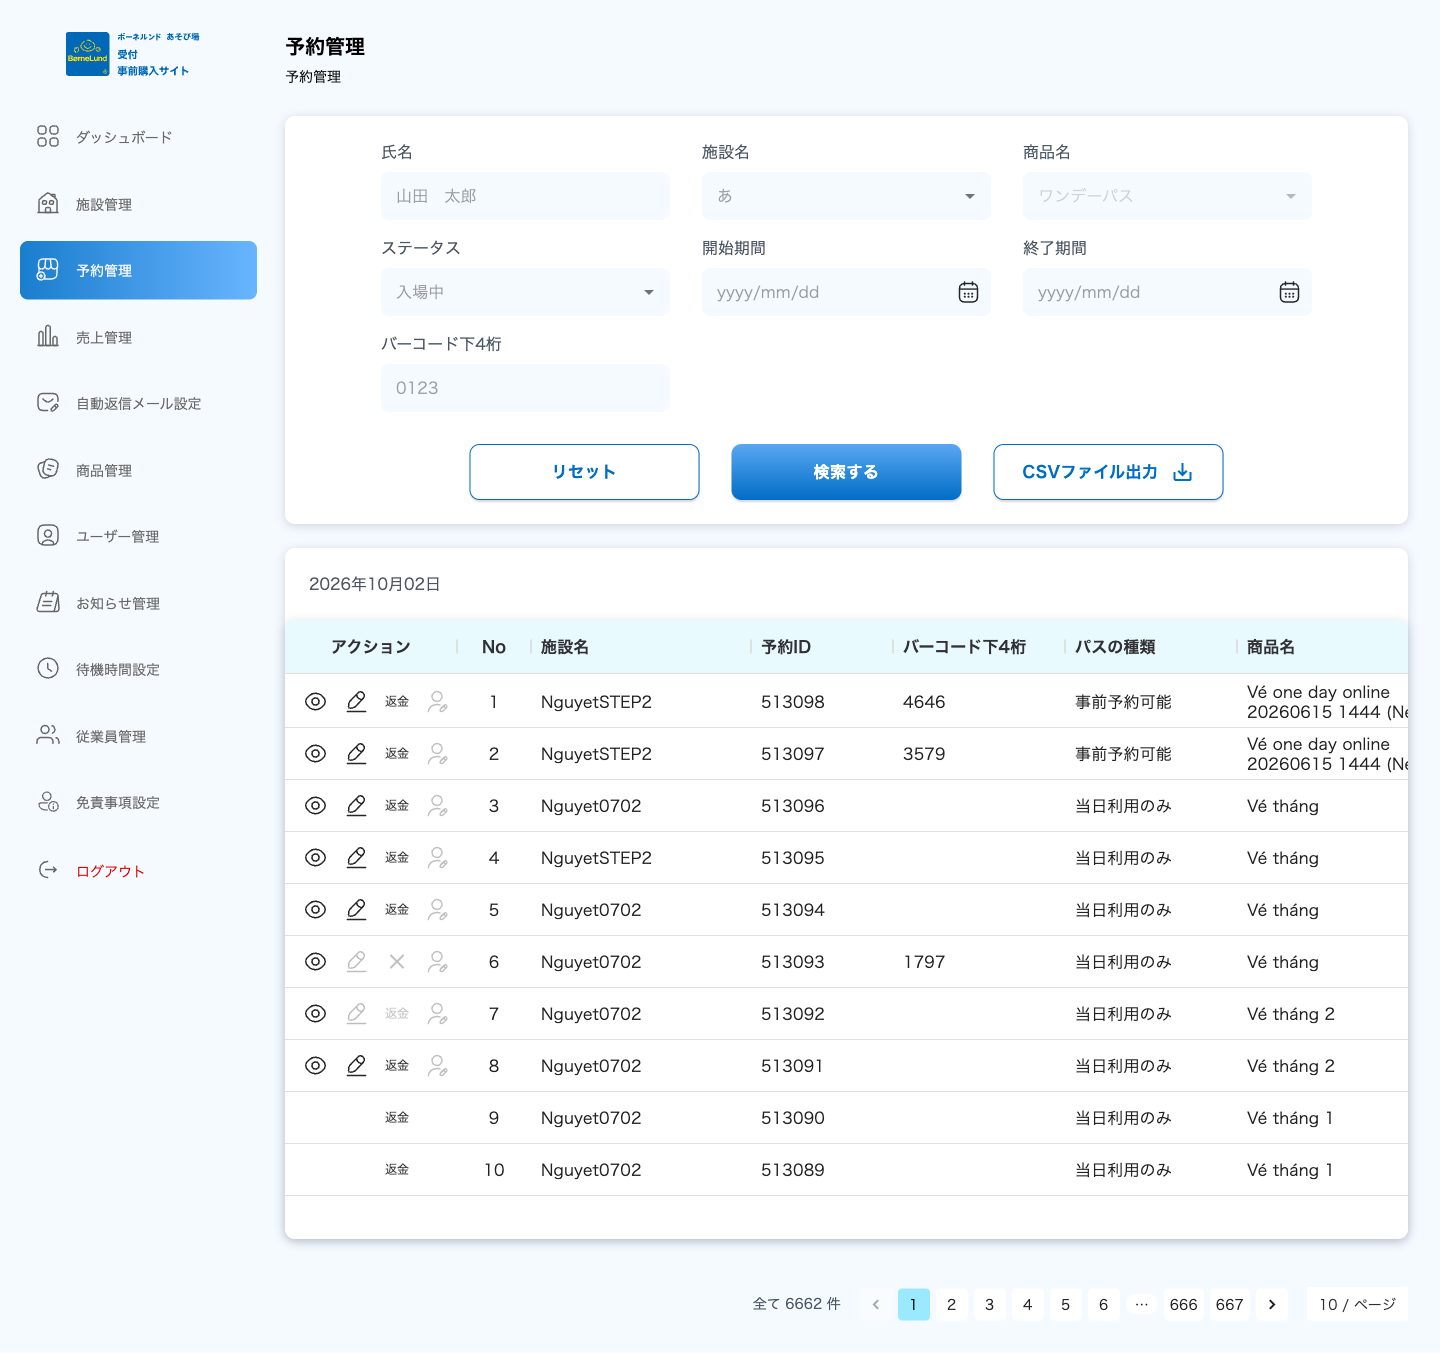 ボーネルンド あそび場
受付
事前購入サイト
BørneLund
ダッシュボード
施設管理
予約管理
売上管理
自動返信メール設定
商品管理
ユーザー管理
お知らせ管理
待機時間設定
従業員管理
免責事項設定
ログアウト
予約管理
予約管理
氏名
施設名
商品名
山田　太郎
あ
ワンデーパス
ステータス
開始期間
終了期間
入場中
yyyy/mm/dd
yyyy/mm/dd
バーコード下4桁
0123
リセット
検索する
CSVファイル出力
2026年10月02日
アクション No 施設名 予約ID バーコード下4桁 パスの種類 商品名
返金 1 NguyetSTEP2 513098 4646 事前予約可能 Vé one day online
20260615 1444 (Ne
返金 2 NguyetSTEP2 513097 3579 事前予約可能 Vé one day online
20260615 1444 (Ne
返金 3 Nguyet0702 513096 当日利用のみ Vé tháng
返金 4 NguyetSTEP2 513095 当日利用のみ Vé tháng
返金 5 Nguyet0702 513094 当日利用のみ Vé tháng
6 Nguyet0702 513093 1797 当日利用のみ Vé tháng
返金 7 Nguyet0702 513092 当日利用のみ Vé tháng 2
返金 8 Nguyet0702 513091 当日利用のみ Vé tháng 2
返金 9 Nguyet0702 513090 当日利用のみ Vé tháng 1
返金 10 Nguyet0702 513089 当日利用のみ Vé tháng 1
全て 6662 件 1 2 3 4 5 6 ··· 666 667 10 / ページ